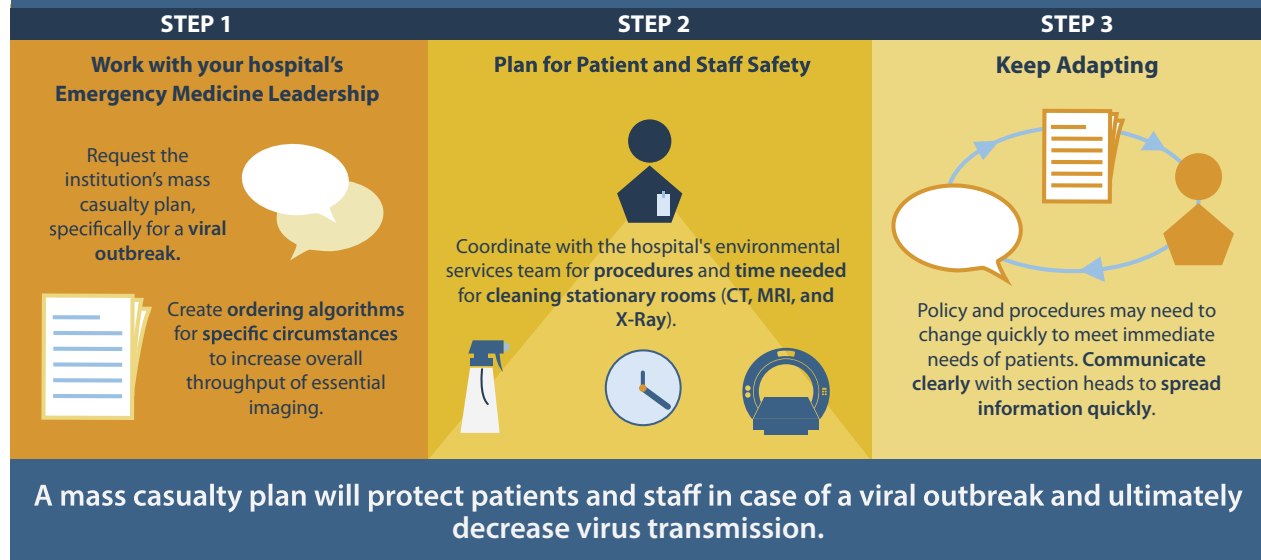 STEP 1
Work with your hospital's
Emergency Medicine Leadership
Request the
institution's mass
casualty plan,
specifically for a viral
outbreak.
Create ordering algorithms
for specific circumstances
to increase overall
throughput of essential
imaging.
STEP 2
Plan for Patient and Staff Safety
Coordinate with the hospital's environmental
services team for procedures and time needed
for cleaning stationary rooms (CT, MRI, and
X-Ray).
STEP 3
Keep Adapting
Policy and procedures may need to
change quickly to meet immediate
needs of patients. Communicate
clearly with section heads to spread
information quickly.
A mass casualty plan will protect patients and staff in case of a viral outbreak and ultimately
decrease virus transmission.